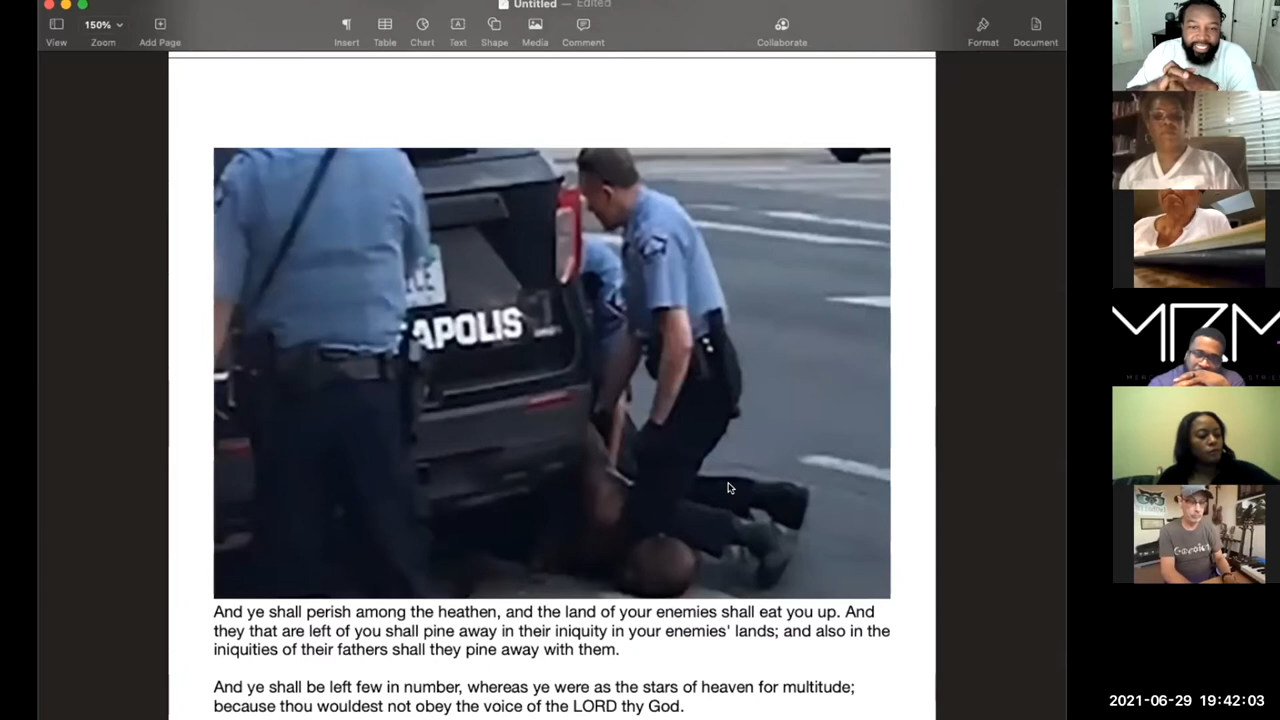 Untitled — Edited
150%
View
Zoom
Add Page
Insert
Table
Chart
Text
Shape
Media
Comment
Collaborate
Format
Document
APOLIS
And ye shall perish among the heathen, and the land of your enemies shall eat you up. And
they that are left of you shall pine away in their iniquity in your enemies' lands; and also in the
iniquities of their fathers shall they pine away with them.
And ye shall be left few in number, whereas ye were as the stars of heaven for multitude;
because thou wouldest not obey the voice of the LORD thy God.
MRM
2021-06-29 19:42:03